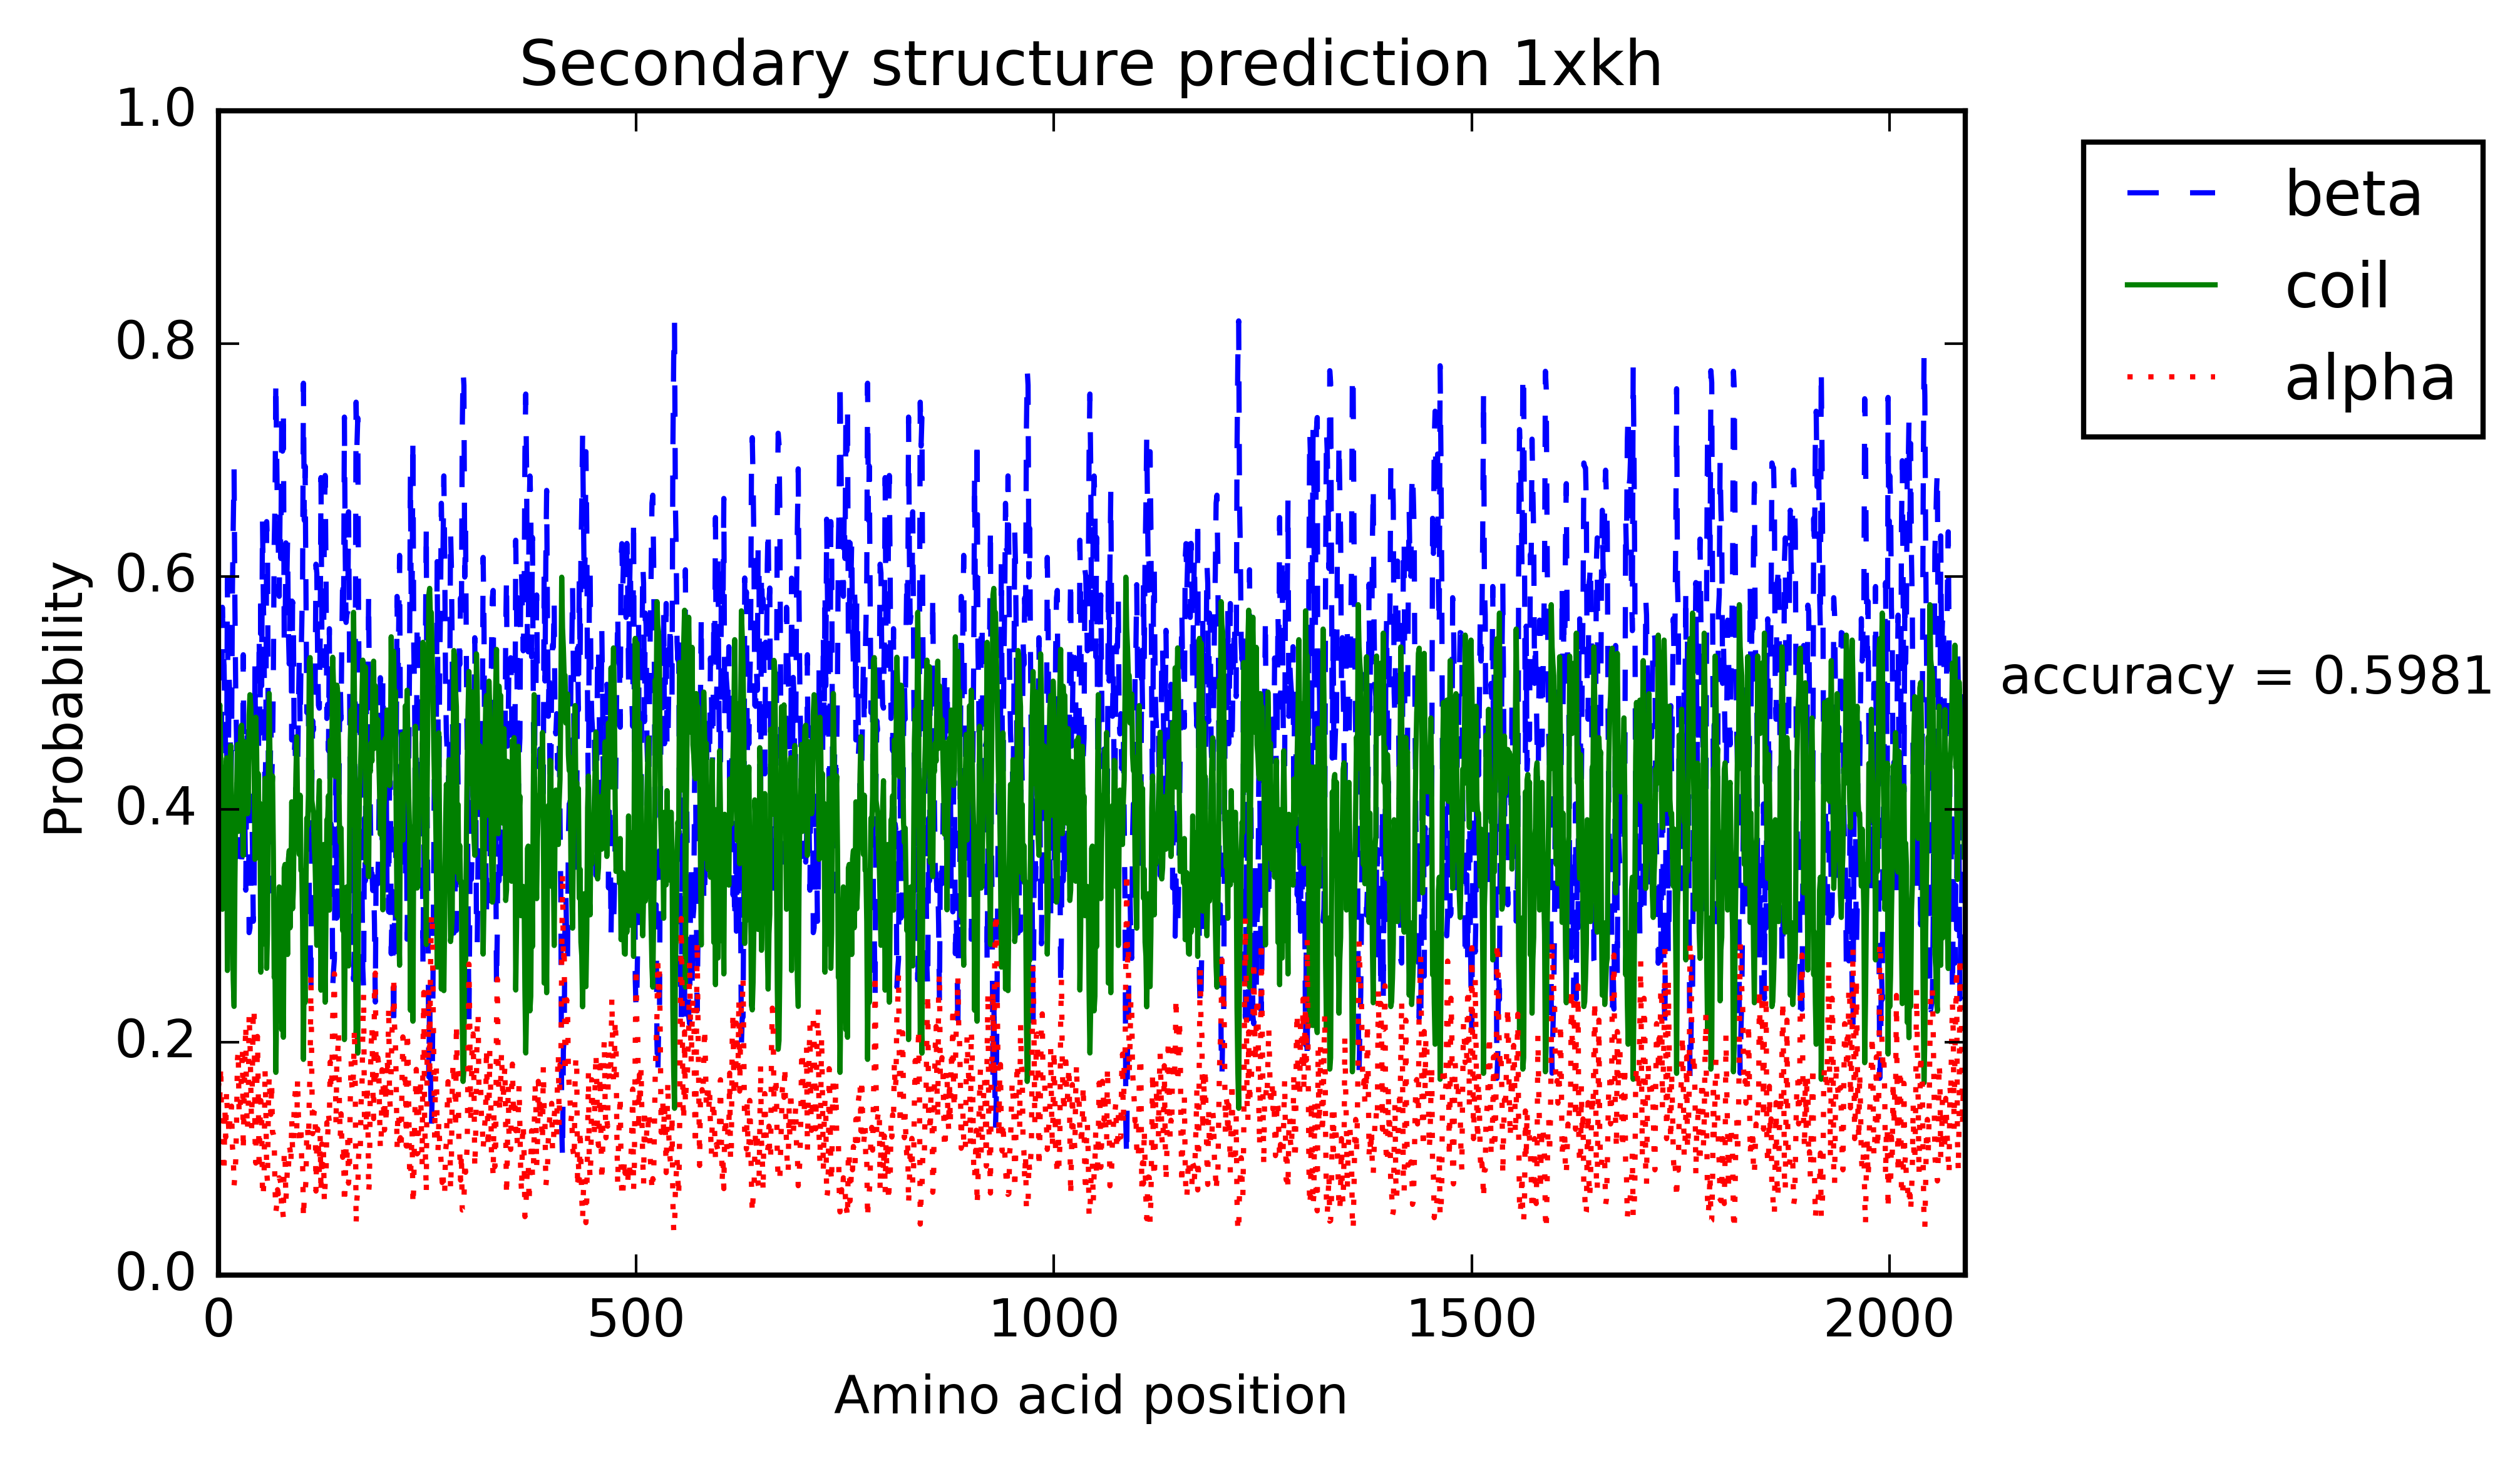 Secondary structure prediction 1xkh
1.0
0.8
0.6
0.4
0.2
0.0
Probability
0
500
1000
1500
2000
Amino acid position
beta
coil
alpha
accuracy = 0.5981